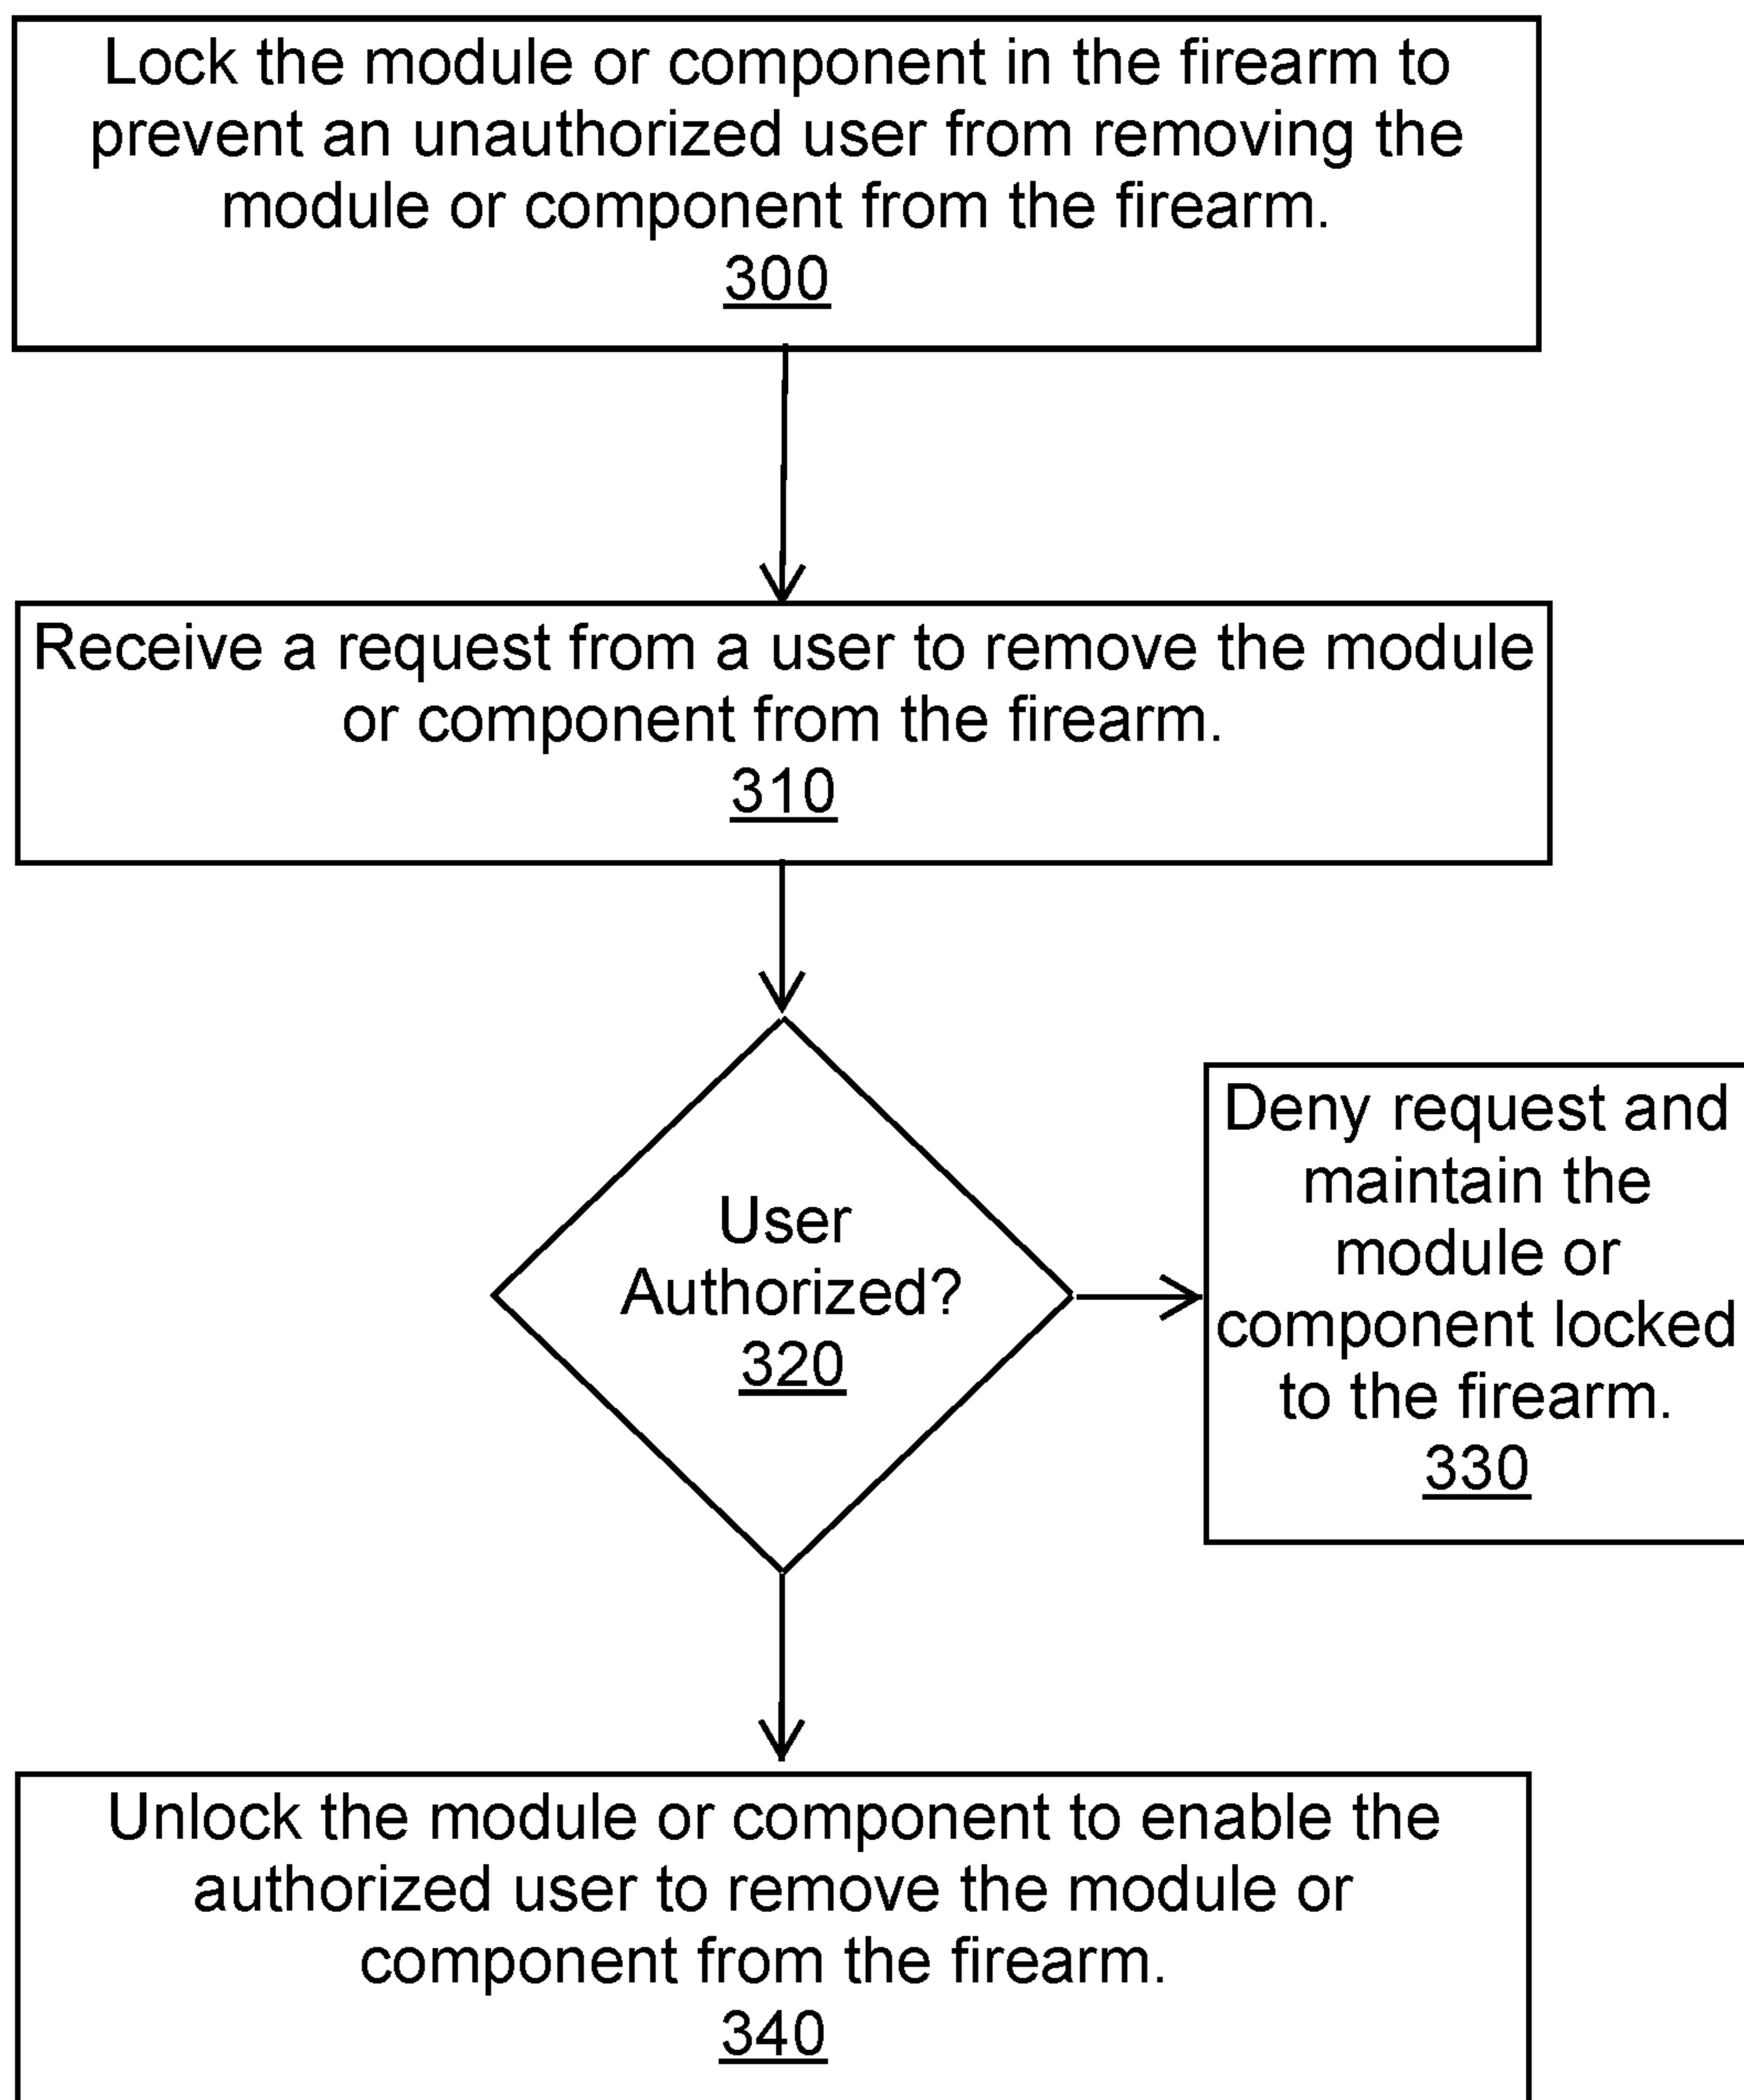 Lock the module or component in the firearm to
prevent an unauthorized user from removing the
module or component from the firearm.
300
Receive a request from a user to remove the module
or component from the firearm.
310
User
Authorized?
320
Deny request and
maintain the
module or
component locked
to the firearm.
330
Unlock the module or component to enable the
authorized user to remove the module or
component from the firearm.
340